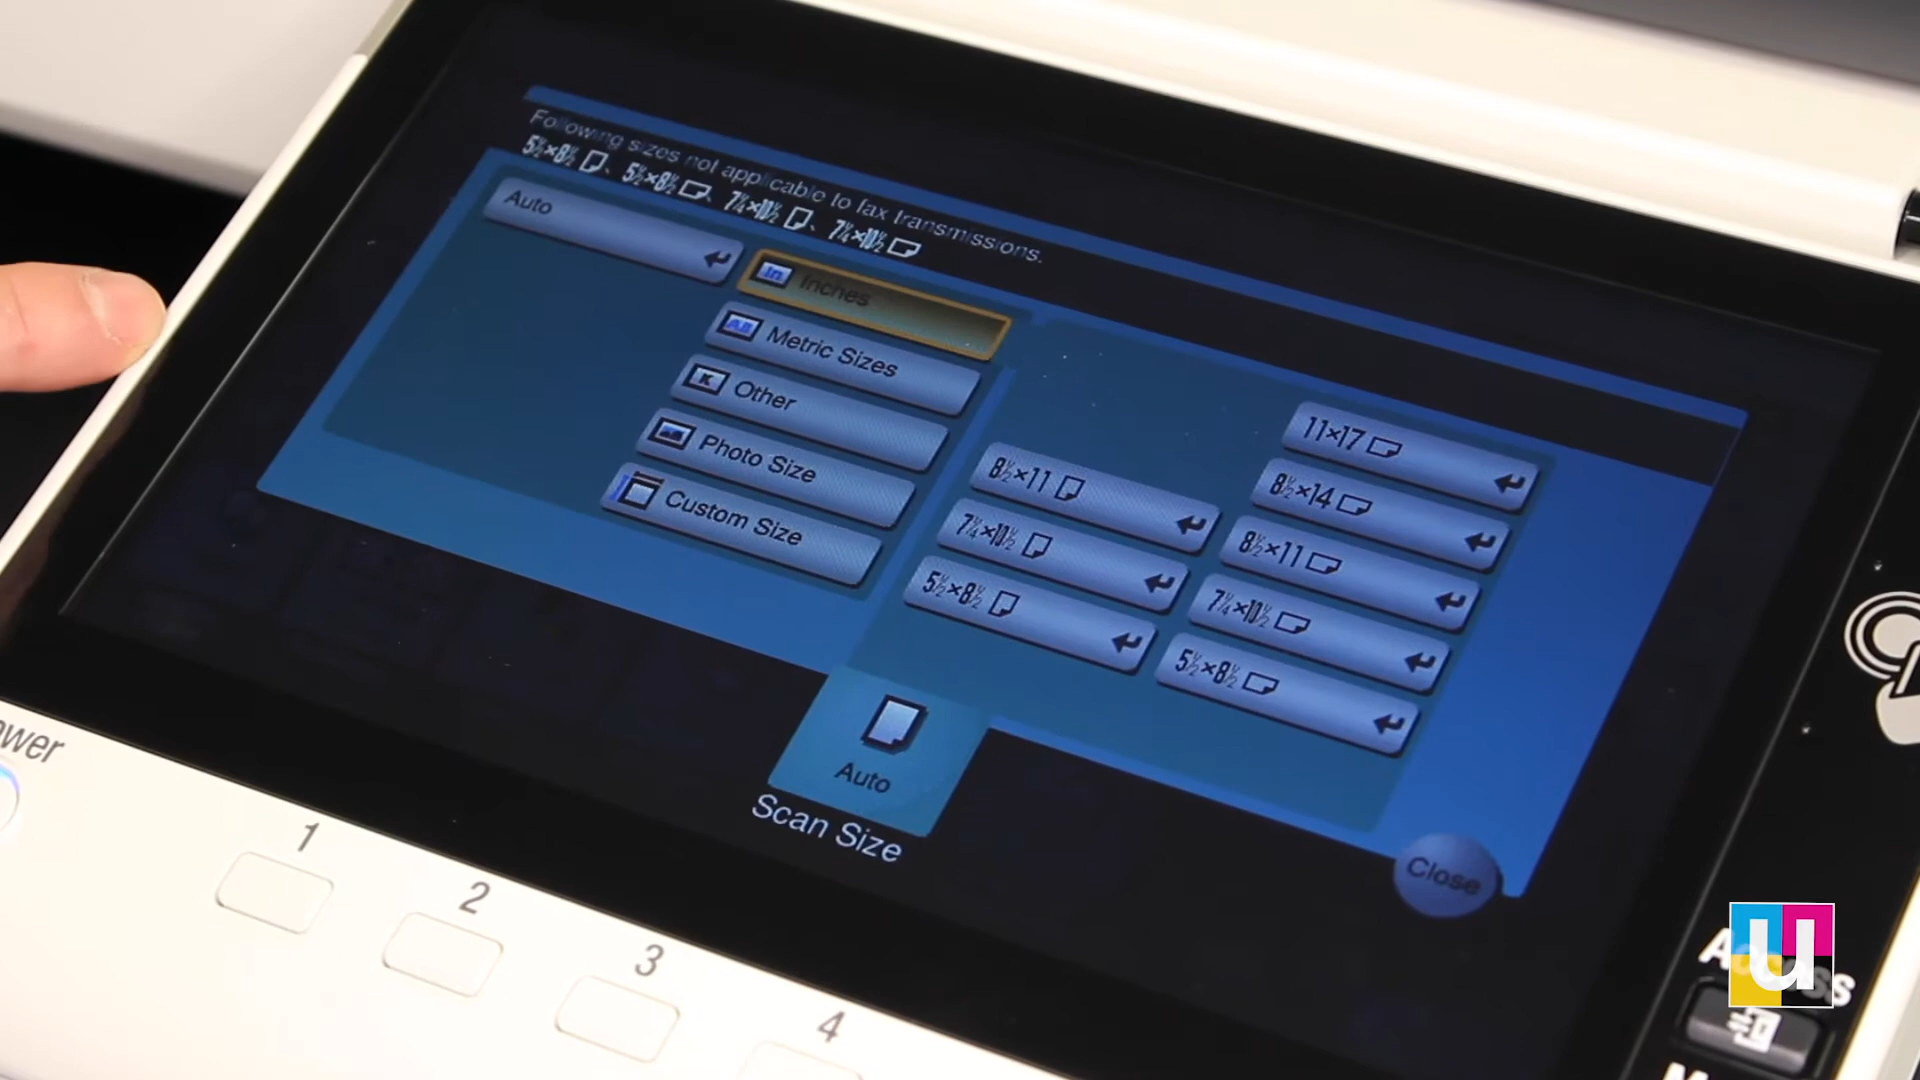 Following sizes not applicable to fax transmissions.
5½×8½、5½×8½、7¼×10½、7¼×10½
Auto
In Inches
All Metric Sizes
K Other
Photo Size
Custom Size
8½×11
7¼×10½
5½×8½
11×17
8½×14
8½×11
7¼×10½
5½×8½
Auto
Scan Size
Close
1
2
3
4
u